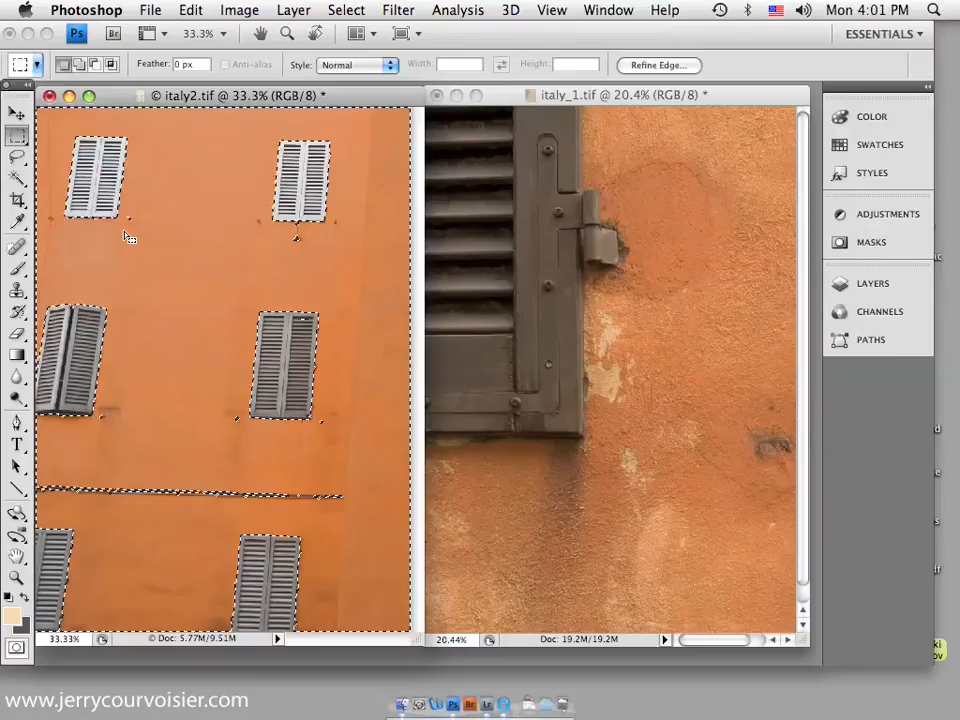 Photoshop File Edit Image Layer Select Filter Analysis 3D View Window Help Mon 4:01 PM
Ps Br 33.3% ESSENTIALS
Feather: 0 px Anti-alias Style: Normal Width: Height: Refine Edge...
© italy2.tif @ 33.3% (RGB/8) *
italy_1.tif @ 20.4% (RGB/8) *
COLOR
SWATCHES
STYLES
ADJUSTMENTS
MASKS
LAYERS
CHANNELS
PATHS
T
33.33% © Doc: 5.77M/9.51M
20.44% Doc: 19.2M/19.2M
Ps Br Lr
www.jerrycourvoisier.com